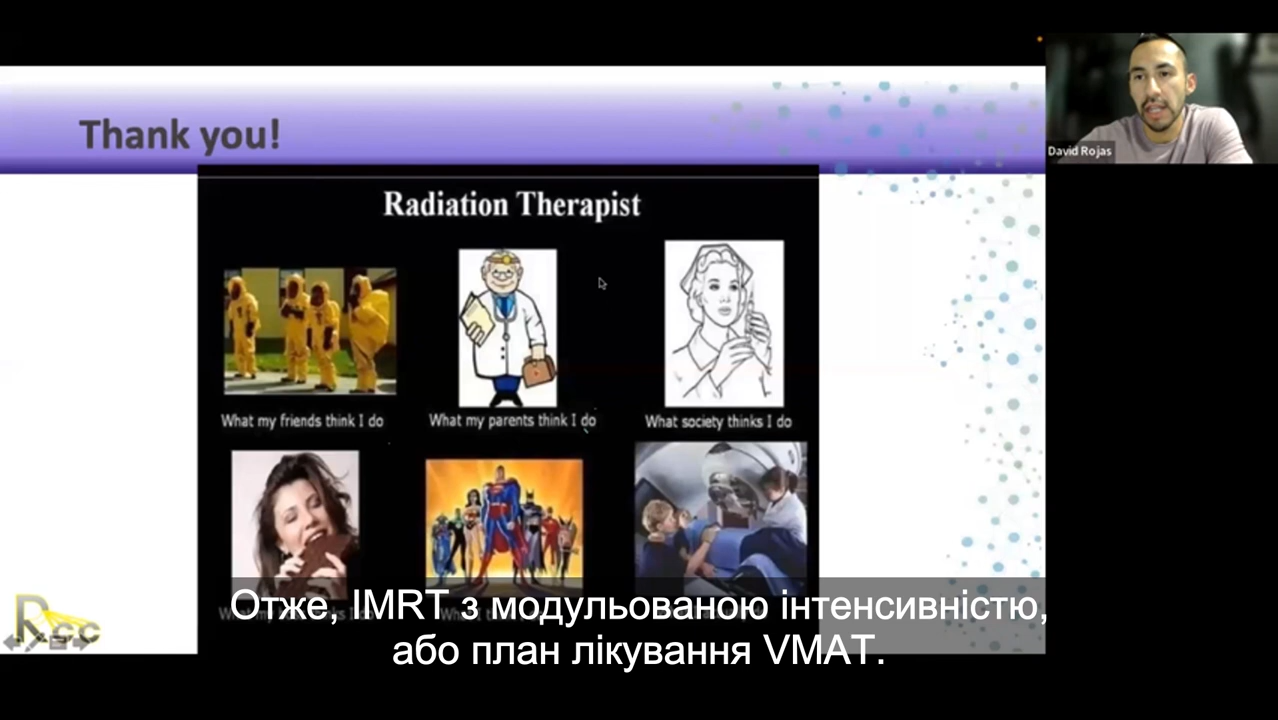 Thank you!
David Rojas
Radiation Therapist
What my friends think I do
What my parents think I do
What society thinks I do
Отже, IMRT з модульованою інтенсивністю,
або план лікування VMAT.